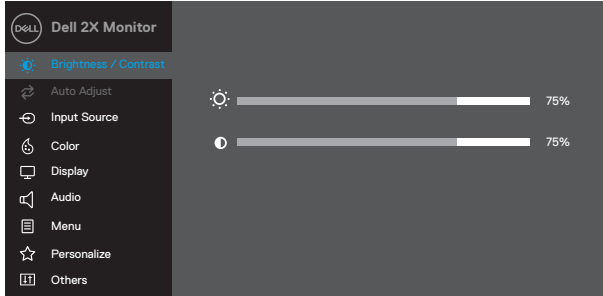 DELL Dell 2X Monitor
Brightness / Contrast
Auto Adjust
Input Source
75%
Color
75%
Display
Audio
Menu
Personalize
Others